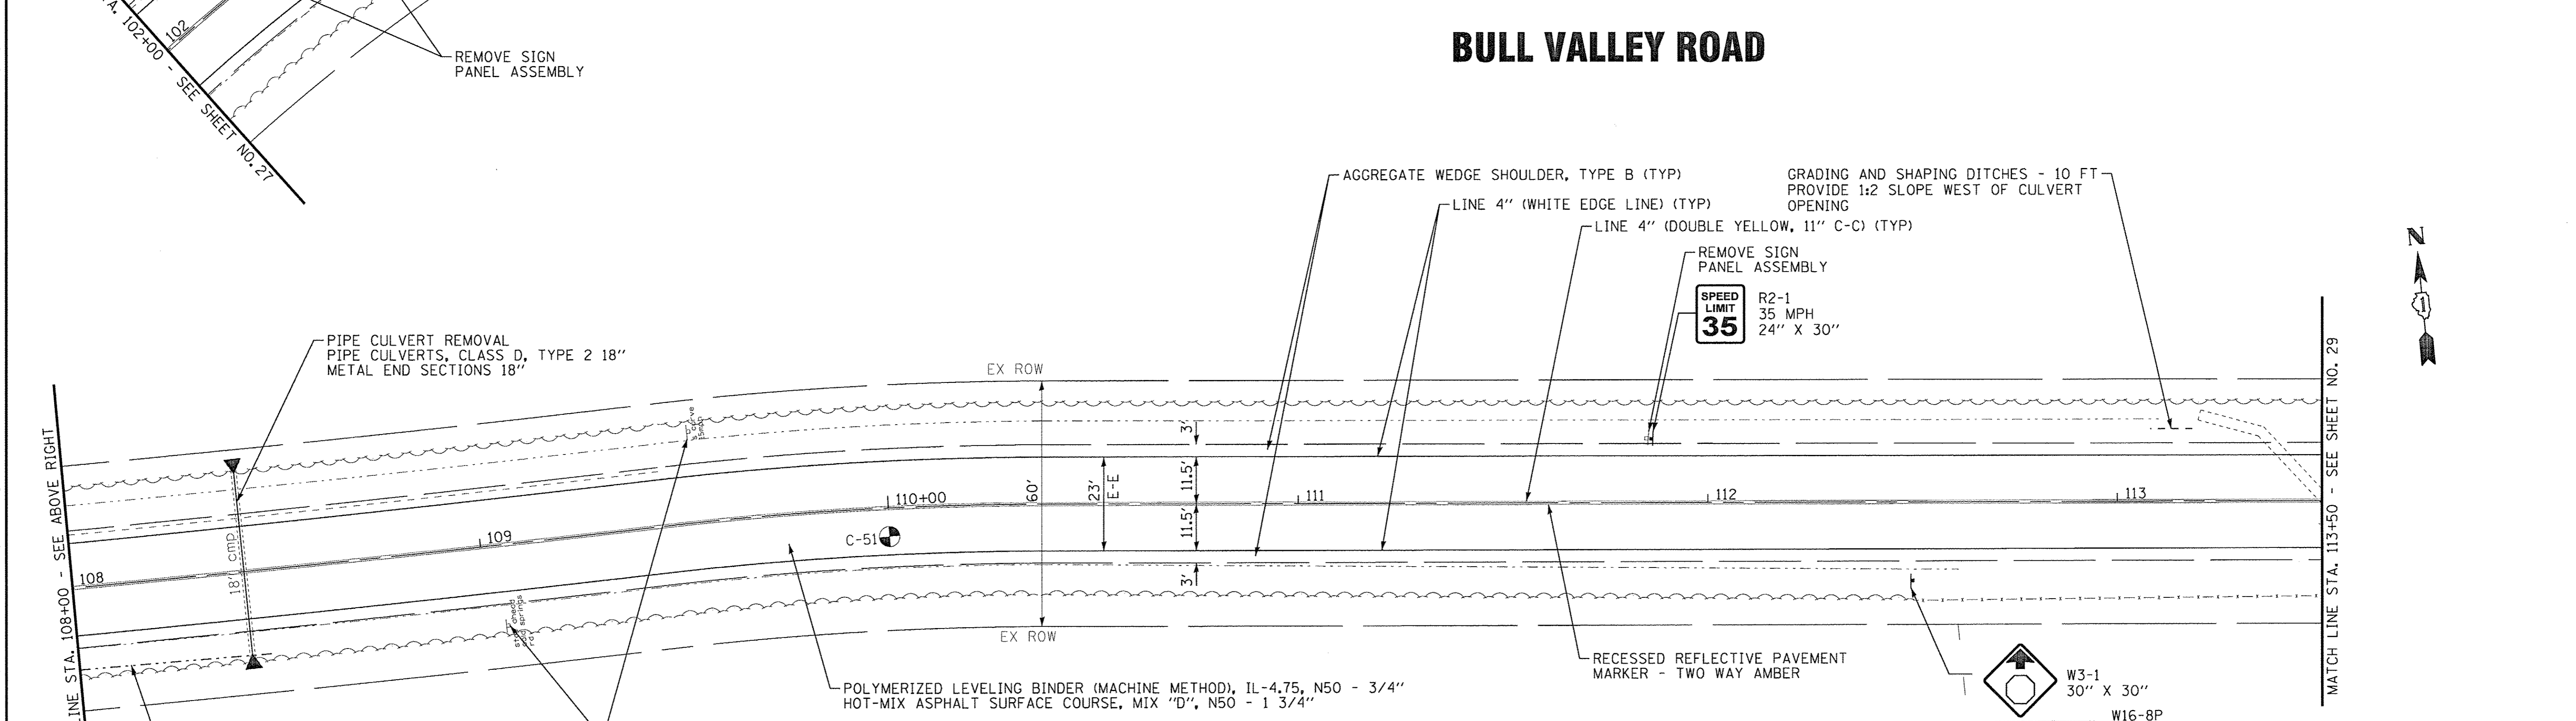 BULL VALLEY ROAD
STA. 102+00 - SEE SHEET NO. 27
102
REMOVE SIGN
PANEL ASSEMBLY
AGGREGATE WEDGE SHOULDER, TYPE B (TYP)
LINE 4" (WHITE EDGE LINE) (TYP)
LINE 4" (DOUBLE YELLOW, 11" C-C) (TYP)
GRADING AND SHAPING DITCHES - 10 FT
PROVIDE 1:2 SLOPE WEST OF CULVERT
OPENING
REMOVE SIGN
PANEL ASSEMBLY
SPEED
LIMIT
35
R2-1
35 MPH
24" X 30"
N
1
PIPE CULVERT REMOVAL
PIPE CULVERTS, CLASS D, TYPE 2 18"
METAL END SECTIONS 18"
EX ROW
LINE STA. 108+00 - SEE ABOVE RIGHT
108
18" cmp
109
110+00
111
112
113
C-51
60'
23'
E-E
3'
11.5'
11.5'
3'
EX ROW
MATCH LINE STA. 113+50 - SEE SHEET NO. 29
POLYMERIZED LEVELING BINDER (MACHINE METHOD), IL-4.75, N50 - 3/4"
HOT-MIX ASPHALT SURFACE COURSE, MIX "D", N50 - 1 3/4"
RECESSED REFLECTIVE PAVEMENT
MARKER - TWO WAY AMBER
W3-1
30" X 30"
W16-8P